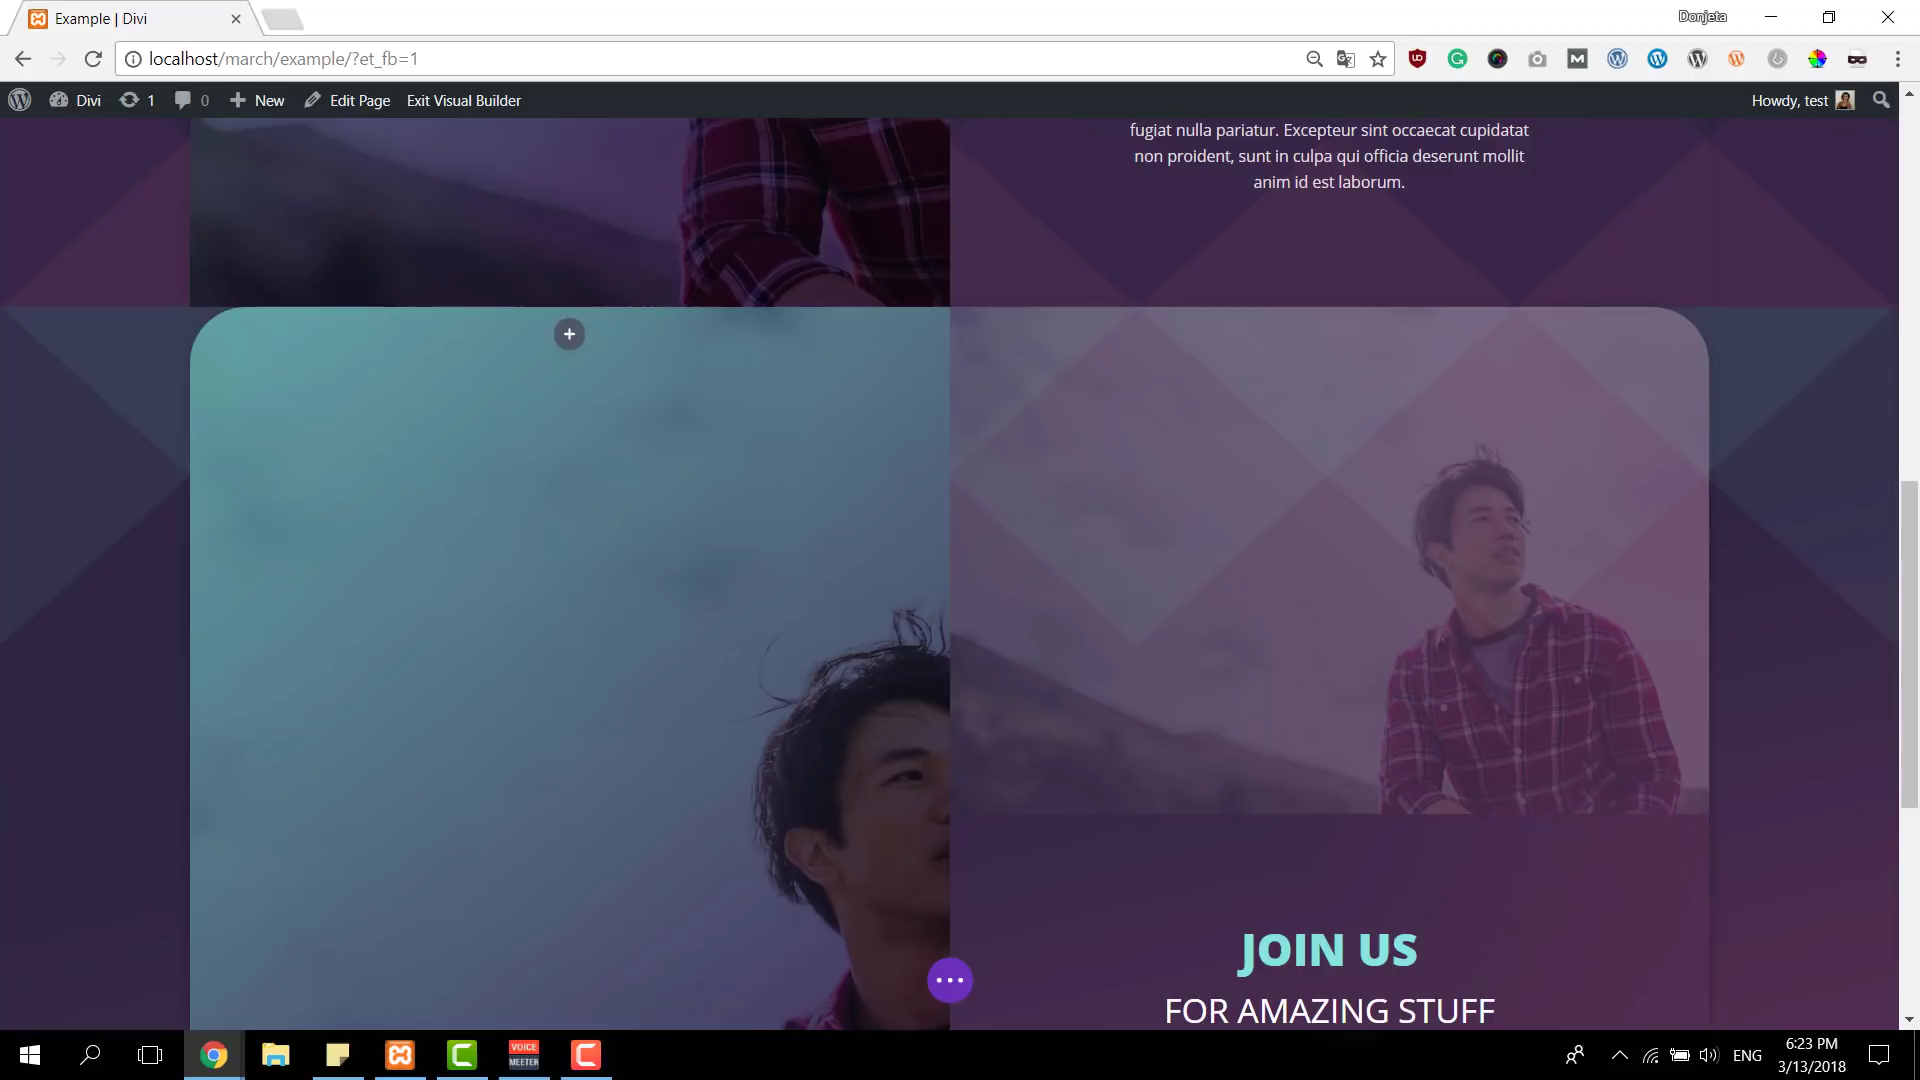 Example | Divi
Donjeta
localhost/march/example/?et_fb=1
Divi 1 0 New Edit Page Exit Visual Builder
Howdy, test
fugiat nulla pariatur. Excepteur sint occaecat cupidatat
non proident, sunt in culpa qui officia deserunt mollit
anim id est laborum.
JOIN US
FOR AMAZING STUFF
VOICE
MEETER
ENG
6:23 PM
3/13/2018